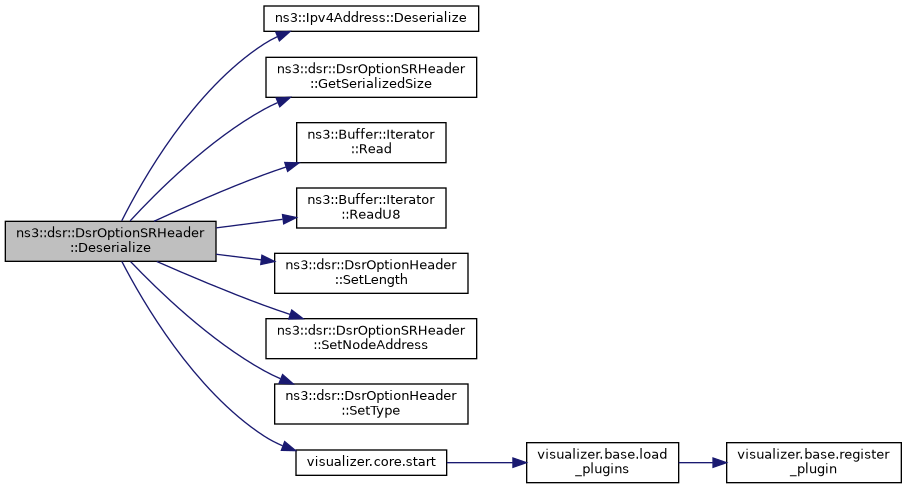 ns3::Ipv4Address::Deserialize
ns3::dsr::DsrOptionSRHeader
::GetSerializedSize
ns3::Buffer::Iterator
::Read
ns3::Buffer::Iterator
::ReadU8
ns3::dsr::DsrOptionSRHeader
::Deserialize
ns3::dsr::DsrOptionHeader
::SetLength
ns3::dsr::DsrOptionSRHeader
::SetNodeAddress
ns3::dsr::DsrOptionHeader
::SetType
visualizer.core.start
visualizer.base.load
_plugins
visualizer.base.register
_plugin